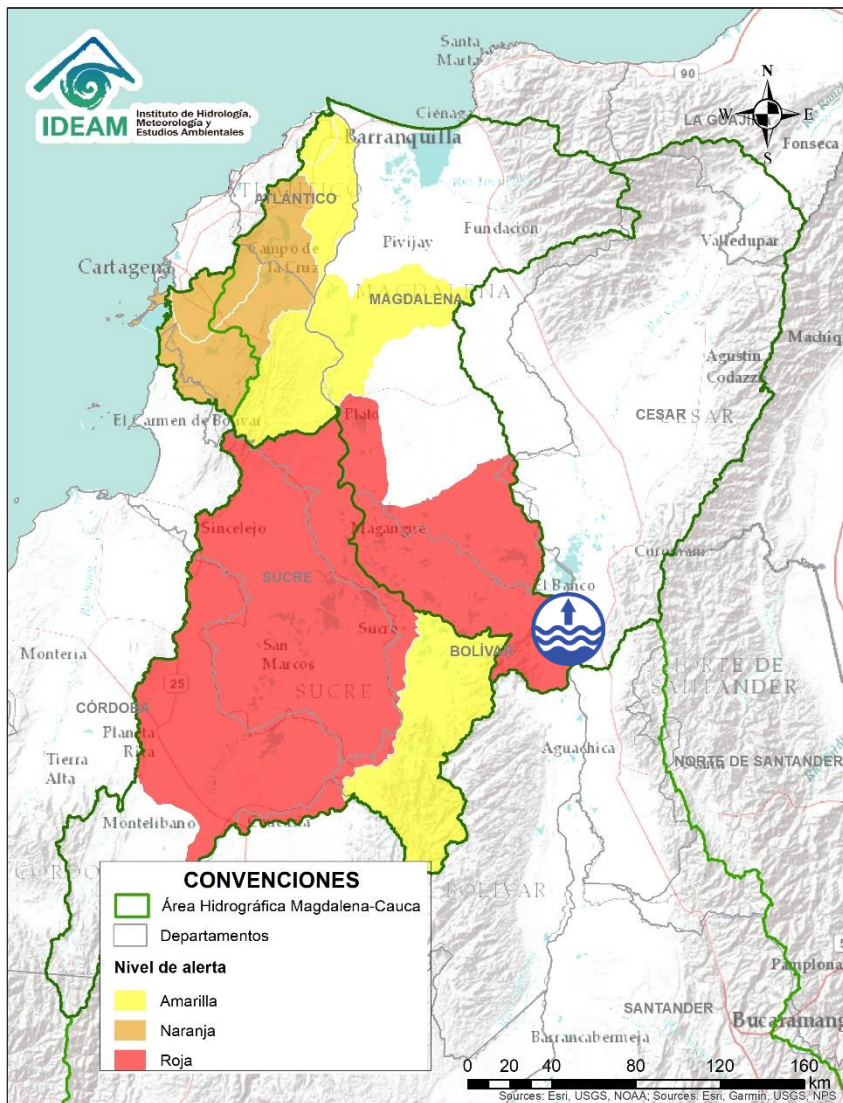 IDEAM
Instituto de Hidrología,
Meteorología y
Estudios Ambientales
Santa
Marta
90
N
W
E
S
Ciénaga
LA GUAJIRA
Fonseca
Barranquilla
ATLÁNTICO
ATLÁNTICO
Pivijay
Fundación
Valledupar
Cartagena
Campo de
la Cruz
MAGDALENA
MAGDALENA
Agustín
Codazzi
El Carmen de Bolívar
Plato
CESAR
CESAR
Sincelejo
Magangué
El Banco
SUCRE
Sucre
San
Marcos
BOLÍVAR
SUCRE
Montería
25
CÓRDOBA
Planeta
Rica
Tierra
Alta
NORTE DE
SANTANDER
Aguachica
NORTE DE SANTANDER
Montelíbano
BOLÍVAR
CONVENCIONES
Área Hidrográfica Magdalena-Cauca
Departamentos
Nivel de alerta
Amarilla
Naranja
Roja
Pamplona
SANTANDER
Bucaramang
Barrancabermeja
0 20 40 80 120 160
km
Sources: Esri, USGS, NOAA; Sources: Esri, Garmin, USGS, NPS